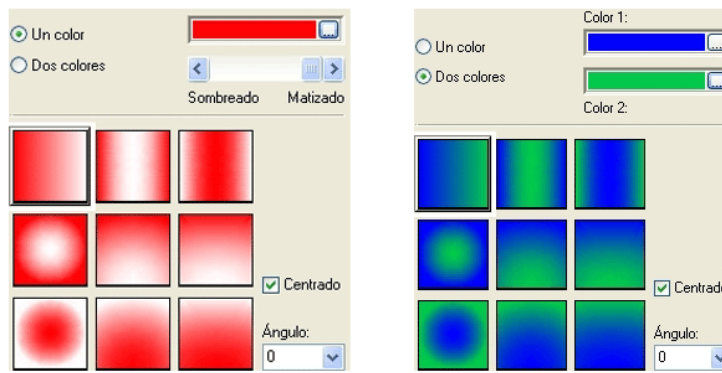 Un color
...
Dos colores
Sombreado Matizado
Centrado
Ángulo:
0
Color 1:
Un color
...
Dos colores
...
Color 2:
Centrado
Ángulo:
0